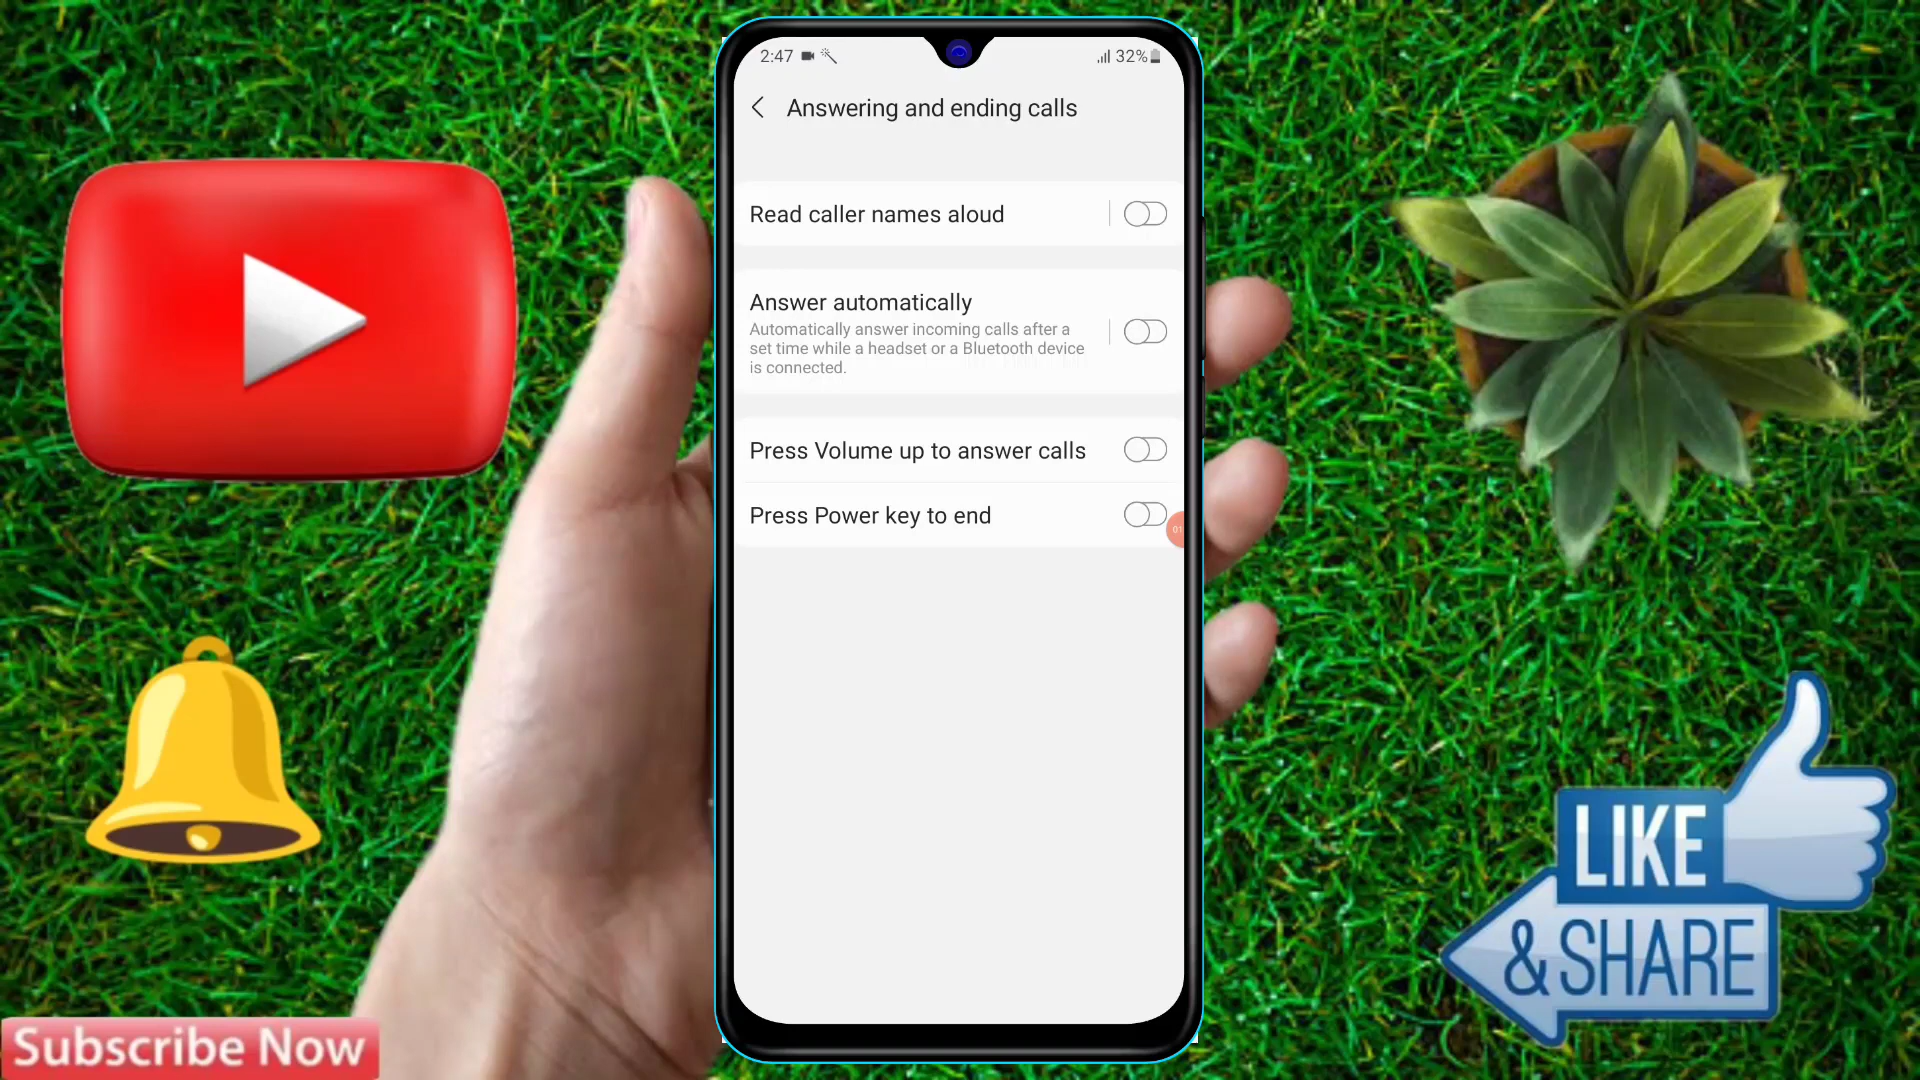 2:47
32%
Answering and ending calls
Read caller names aloud
Answer automatically
Automatically answer incoming calls after a
set time while a headset or a Bluetooth device
is connected.
Press Volume up to answer calls
Press Power key to end
01
LIKE
& SHARE
Subscribe Now